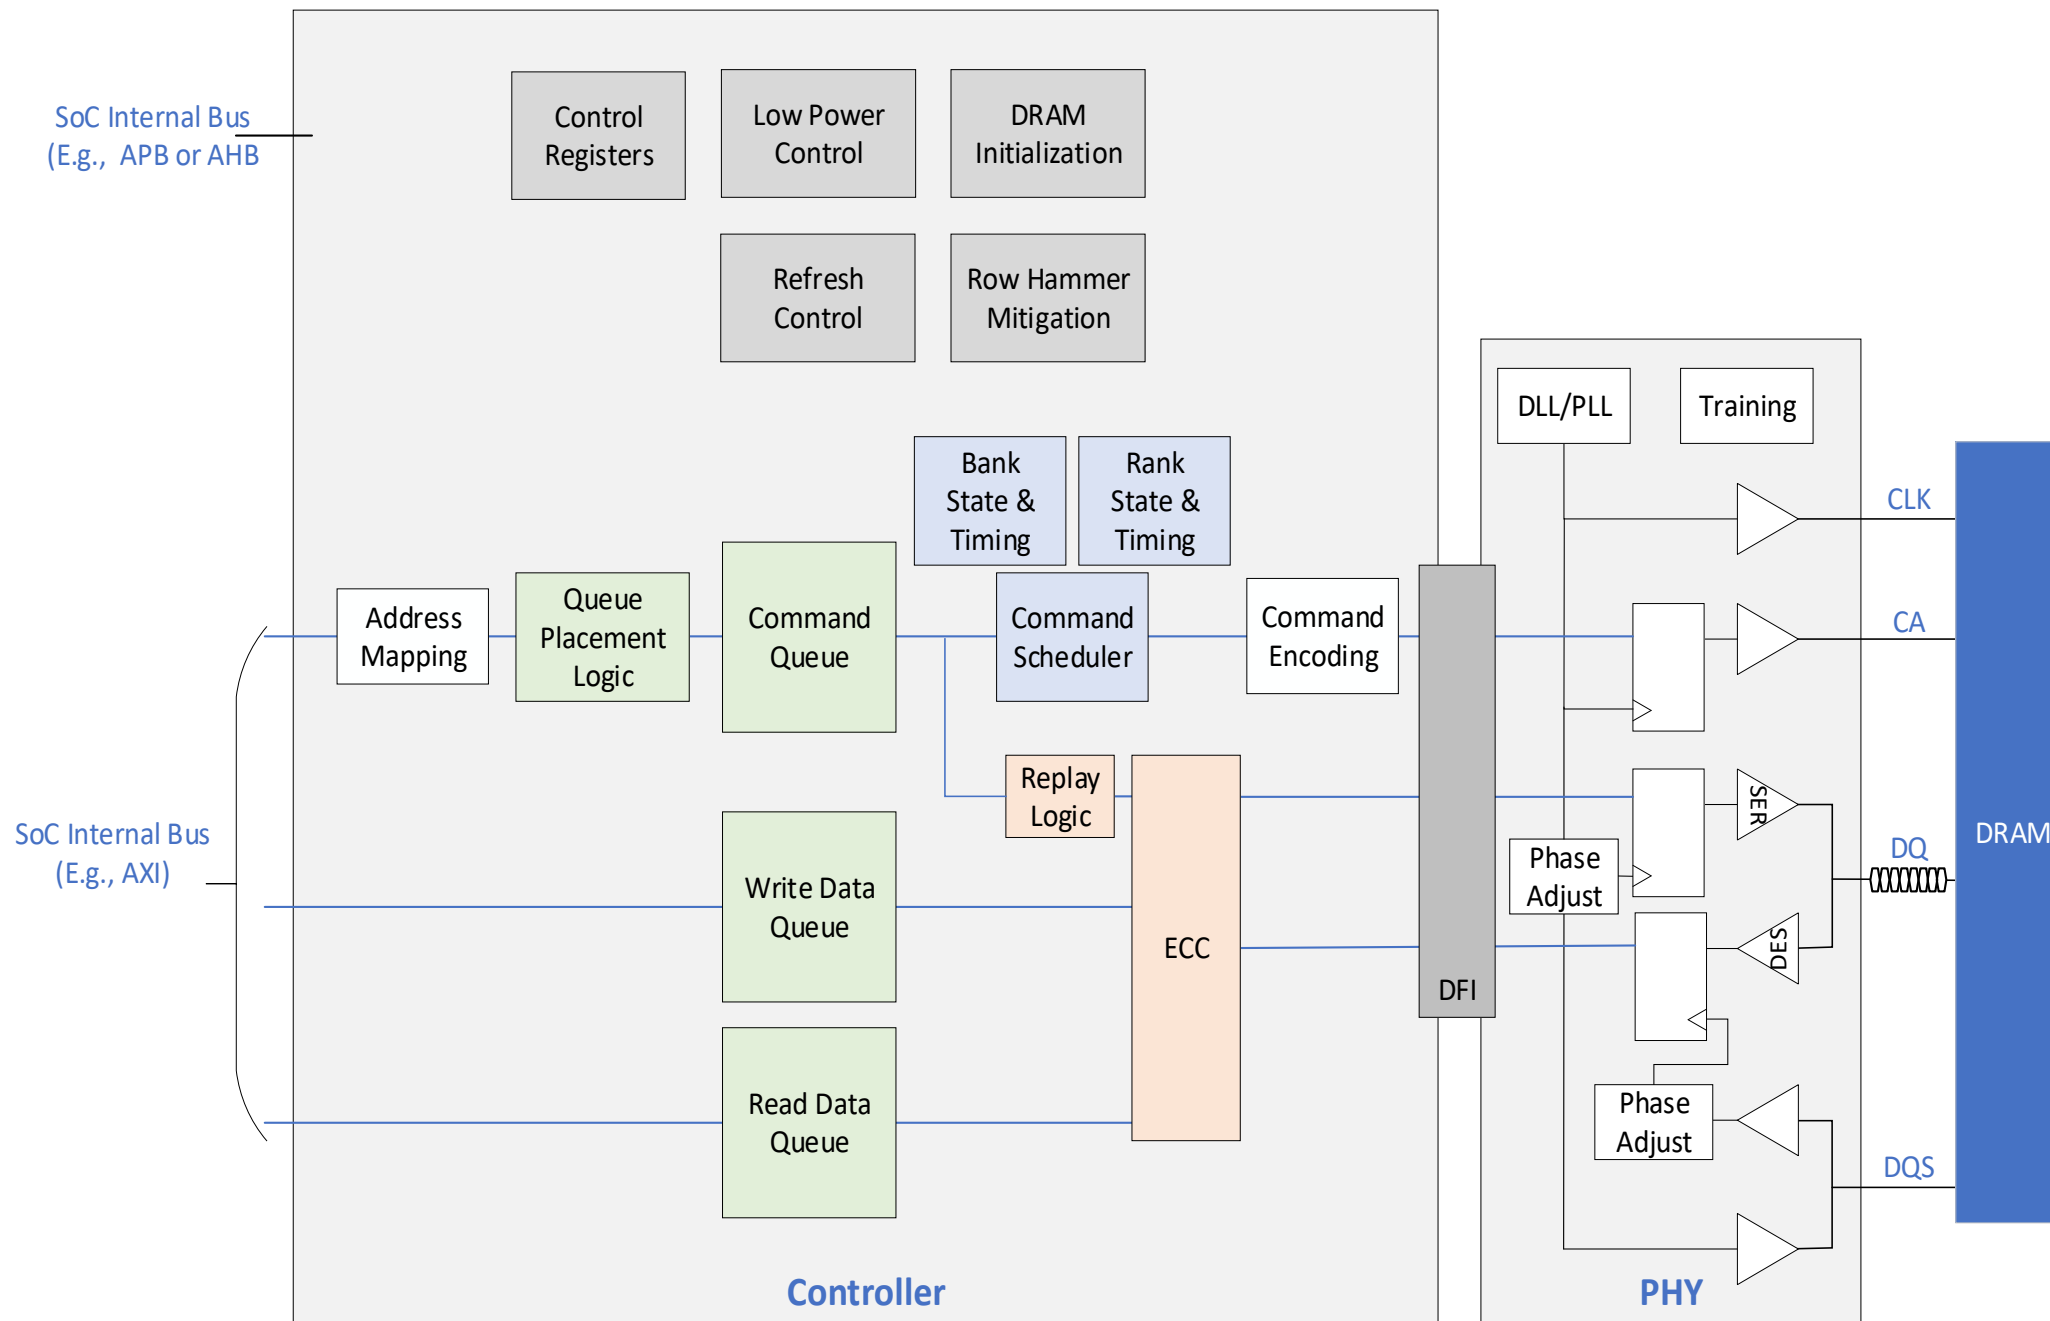 SoC Internal Bus
(E.g., APB or AHB
Control
Registers
Low Power
Control
DRAM
Initialization
Refresh
Control
Row Hammer
Mitigation
DLL/PLL
Training
Bank
State &
Timing
Rank
State &
Timing
CLK
Address
Mapping
Queue
Placement
Logic
Command
Queue
Command
Scheduler
Command
Encoding
CA
Replay
Logic
SER
SoC Internal Bus
(E.g., AXI)
Write Data
Queue
ECC
DFI
Phase
Adjust
DES
DQ
DRAM
Read Data
Queue
Phase
Adjust
DQS
Controller
PHY